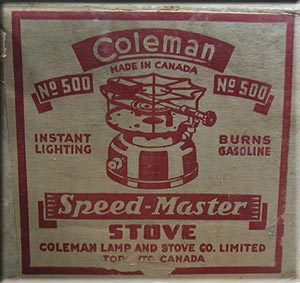 Coleman
MADE IN CANADA
No 500
No 500
INSTANT
LIGHTING
BURNS
GASOLINE
Speed-Master
STOVE
COLEMAN LAMP AND STOVE CO. LIMITED
CANADA